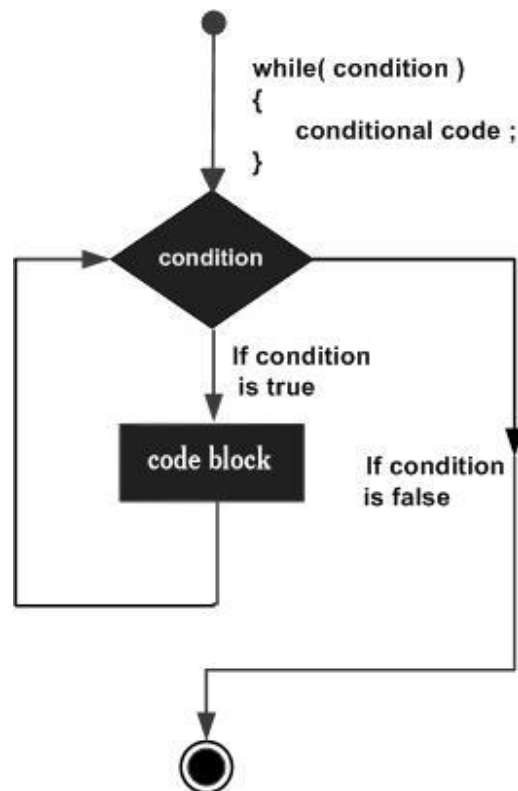 while( condition )
{
conditional code ;
}
condition
If condition
is true
code block
If condition
is false